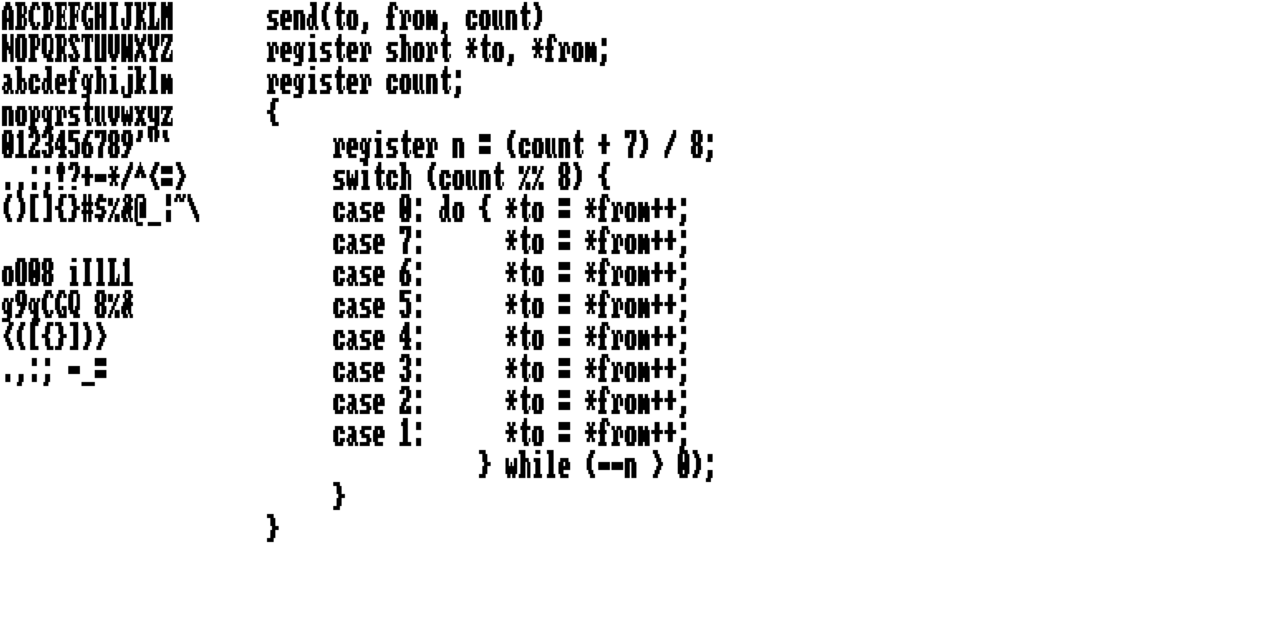 ABCDEFGHIJKLM
NOPQRSTUVWXYZ
abcdefghijklm
nopqrstuvwxyz
0123456789'"`
.,:;!?+-*/^<=>
()[]{}#$%&@_¦~\
oO08 iIlL1
g9qCGQ 8%&
<([{}])>
.,:; -_=
send(to, from, count)
register short *to, *from;
register count;
{
    register n = (count + 7) / 8;
    switch (count %% 8) {
    case 0: do { *to = *from++;
    case 7:      *to = *from++;
    case 6:      *to = *from++;
    case 5:      *to = *from++;
    case 4:      *to = *from++;
    case 3:      *to = *from++;
    case 2:      *to = *from++;
    case 1:      *to = *from++;
               } while (--n > 0);
    }
}